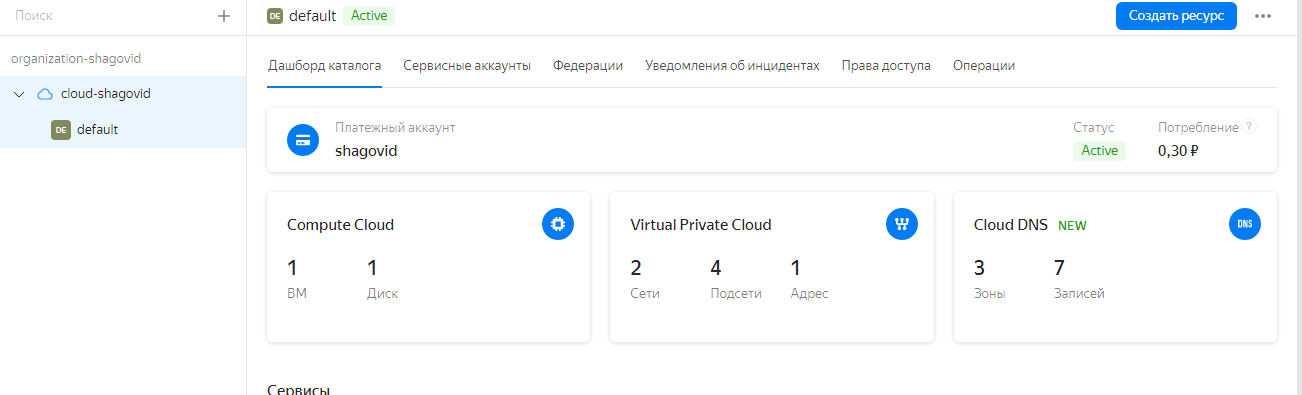 Поиск
organization-shagovid
cloud-shagovid
DE default
DE default Active
Создать ресурс
Дашборд каталога Сервисные аккаунты Федерации Уведомления об инцидентах Права доступа Операции
Платежный аккаунт Статус Потребление ?
shagovid Active 0,30 ₽
Compute Cloud
1 1
ВМ Диск
Virtual Private Cloud
2 4 1
Сети Подсети Адрес
Cloud DNS NEW DNS
3 7
Зоны Записей
Сервисы